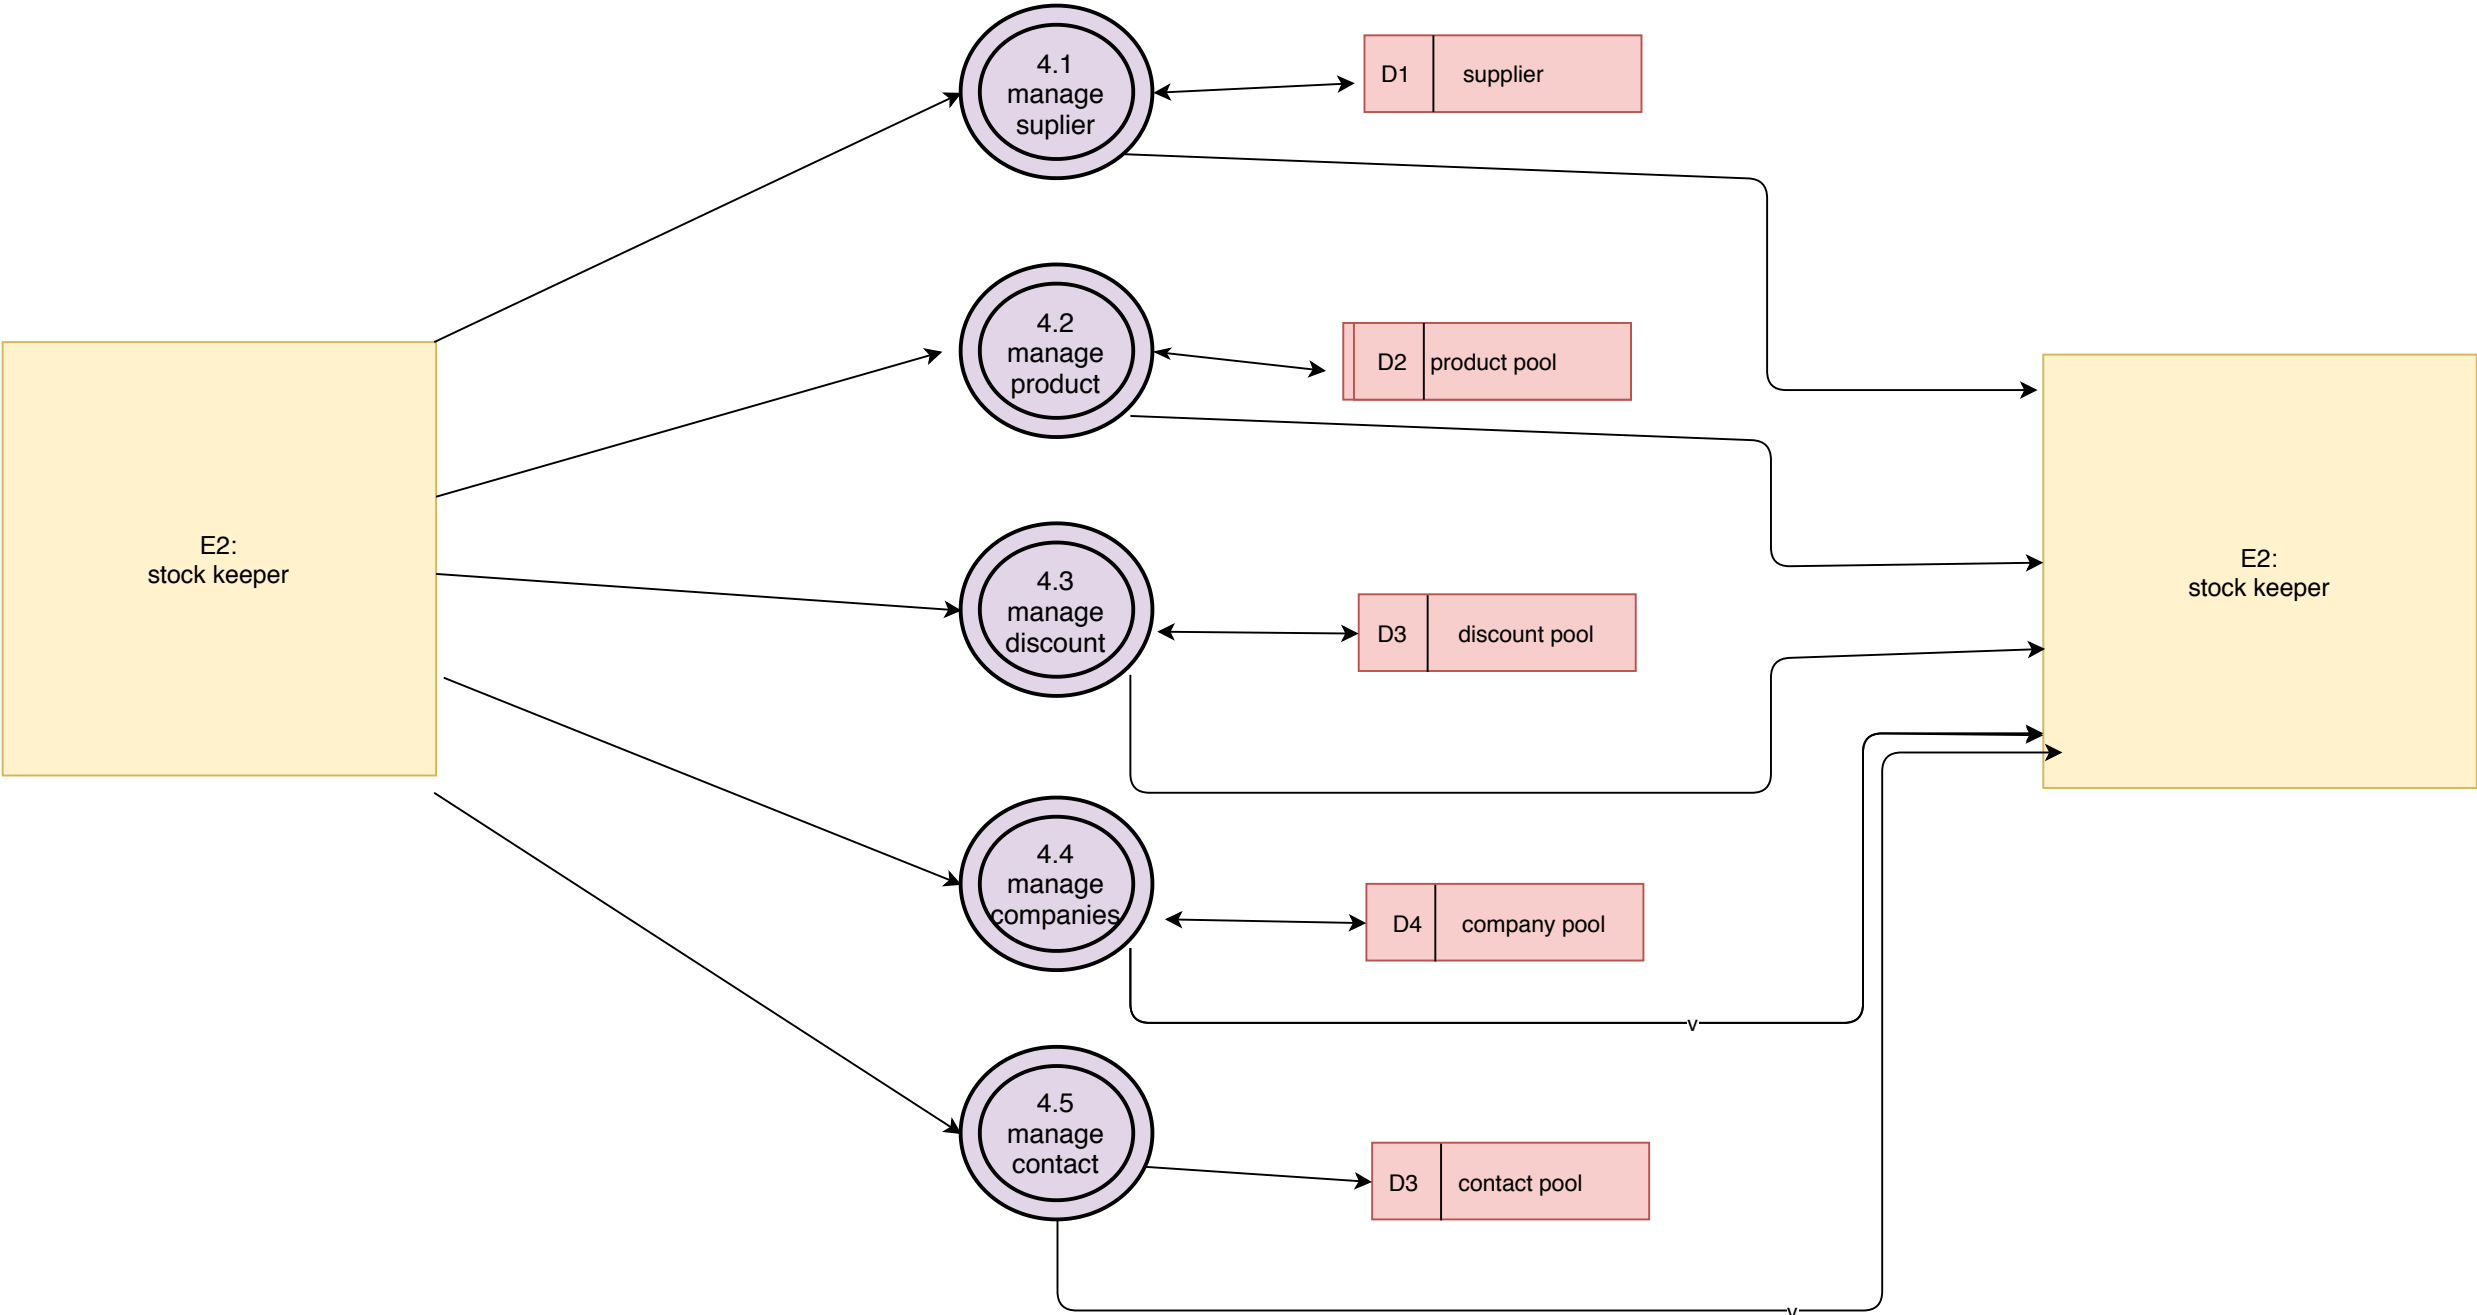 4.1
manage
suplier
D1
supplier
4.2
manage
product
D2
product pool
E2:
stock keeper
4.3
manage
discount
D3
discount pool
E2:
stock keeper
4.4
manage
companies
D4
company pool
v
4.5
manage
contact
D3
contact pool
v